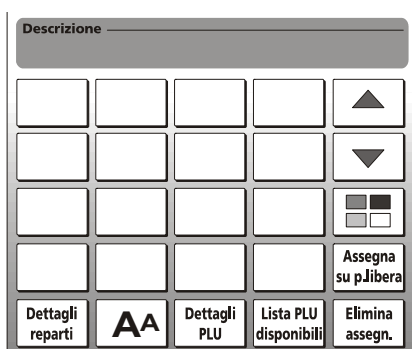 Descrizione
Assegna
su p.libera
Dettagli
reparti
AA
Dettagli
PLU
Lista PLU
disponibili
Elimina
assegn.